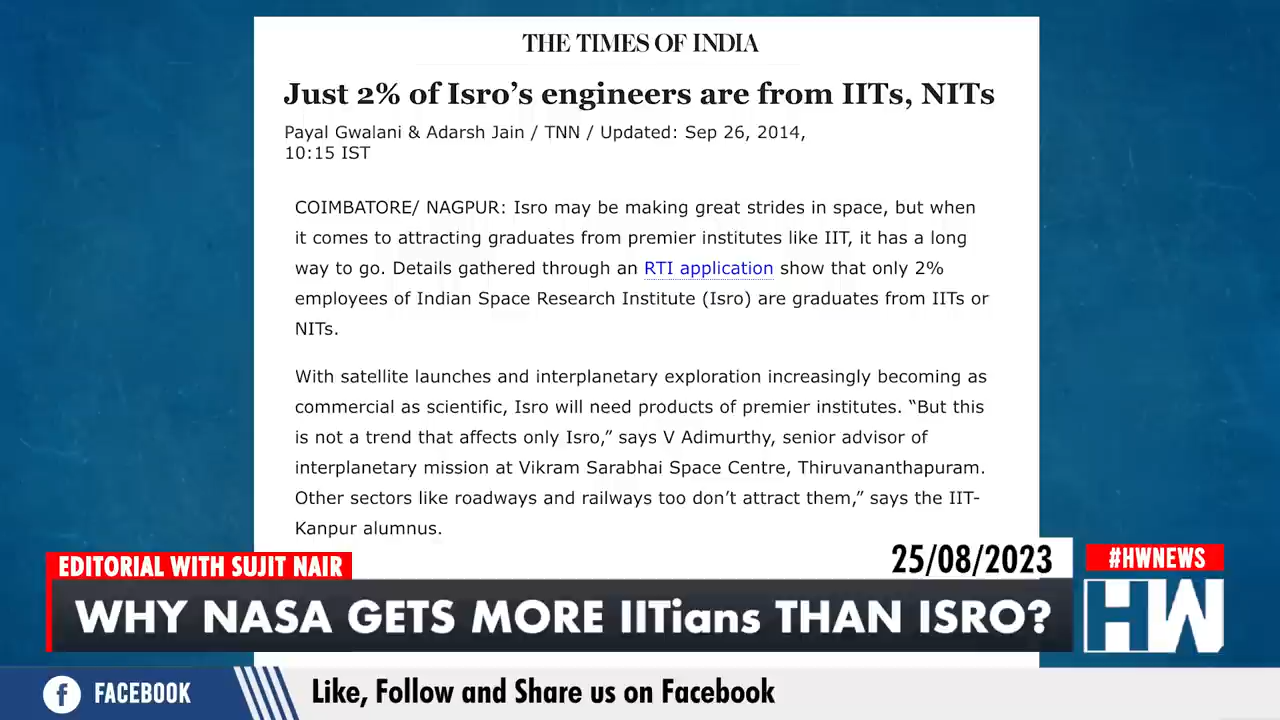 THE TIMES OF INDIA
Just 2% of Isro's engineers are from IITs, NITs
Payal Gwalani & Adarsh Jain / TNN / Updated: Sep 26, 2014,
10:15 IST
COIMBATORE/ NAGPUR: Isro may be making great strides in space, but when
it comes to attracting graduates from premier institutes like IIT, it has a long
way to go. Details gathered through an RTI application show that only 2%
employees of Indian Space Research Institute (Isro) are graduates from IITs or
NITs.
With satellite launches and interplanetary exploration increasingly becoming as
commercial as scientific, Isro will need products of premier institutes. “But this
is not a trend that affects only Isro,” says V Adimurthy, senior advisor of
interplanetary mission at Vikram Sarabhai Space Centre, Thiruvananthapuram.
Other sectors like roadways and railways too don’t attract them,” says the IIT-
Kanpur alumnus.
25/08/2023
#HWNEWS
EDITORIAL WITH SUJIT NAIR
WHY NASA GETS MORE IITians THAN ISRO?
HW
f FACEBOOK
Like, Follow and Share us on Facebook